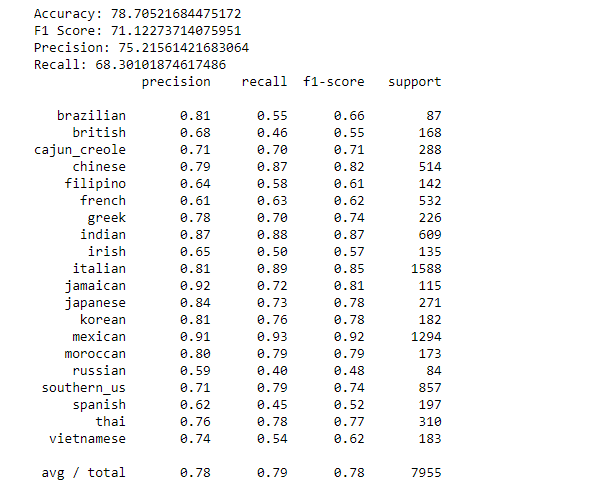 Accuracy: 78.70521684475172
F1 Score: 71.12273714075951
Precision: 75.21561421683064
Recall: 68.30101874617486
precision recall f1-score support
brazilian 0.81 0.55 0.66 87
british 0.68 0.46 0.55 168
cajun_creole 0.71 0.70 0.71 288
chinese 0.79 0.87 0.82 514
filipino 0.64 0.58 0.61 142
french 0.61 0.63 0.62 532
greek 0.78 0.70 0.74 226
indian 0.87 0.88 0.87 609
irish 0.65 0.50 0.57 135
italian 0.81 0.89 0.85 1588
jamaican 0.92 0.72 0.81 115
japanese 0.84 0.73 0.78 271
korean 0.81 0.76 0.78 182
mexican 0.91 0.93 0.92 1294
moroccan 0.80 0.79 0.79 173
russian 0.59 0.40 0.48 84
southern_us 0.71 0.79 0.74 857
spanish 0.62 0.45 0.52 197
thai 0.76 0.78 0.77 310
vietnamese 0.74 0.54 0.62 183
avg / total 0.78 0.79 0.78 7955